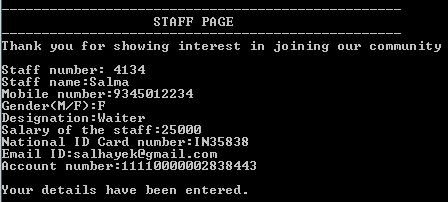 STAFF PAGE
Thank you for showing interest in joining our community
Staff number: 4134
Staff name:Salma
Mobile number:9345012234
Gender(M/F):F
Designation:Waiter
Salary of the staff:25000
National ID Card number:IN35838
Email ID:salhayek@gmail.com
Account number:11110000002838443
Your details have been entered.